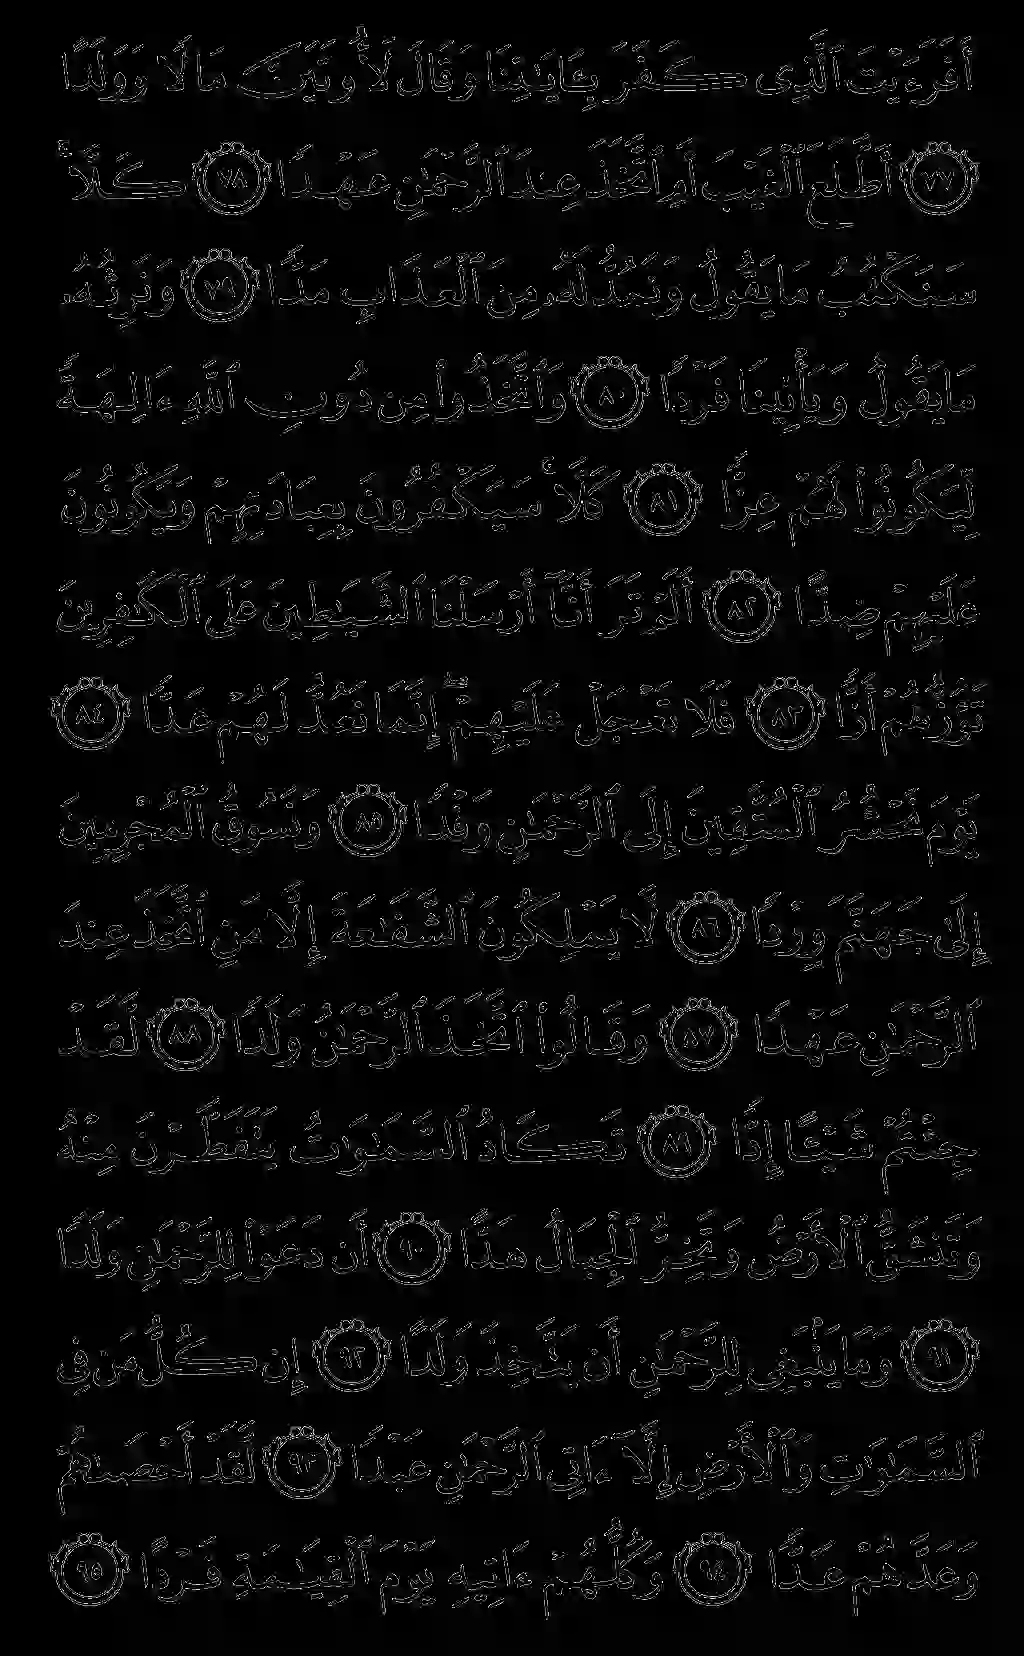 أَفَرَءَيْتَ ٱلَّذِى كَفَرَ بِـَٔايَـٰتِنَا وَقَالَ لَأُوتَيَنَّ مَالًا وَوَلَدًا
﴿٧٧﴾ أَطَّلَعَ ٱلْغَيْبَ أَمِ ٱتَّخَذَ عِندَ ٱلرَّحْمَـٰنِ عَهْدًا ﴿٧٨﴾ كَلَّا ۚ
سَنَكْتُبُ مَا يَقُولُ وَنَمُدُّ لَهُۥ مِنَ ٱلْعَذَابِ مَدًّا ﴿٧٩﴾ وَنَرِثُهُۥ
مَا يَقُولُ وَيَأْتِينَا فَرْدًا ﴿٨٠﴾ وَٱتَّخَذُوا۟ مِن دُونِ ٱللَّهِ ءَالِهَةً
لِّيَكُونُوا۟ لَهُمْ عِزًّا ﴿٨١﴾ كَلَّا ۚ سَيَكْفُرُونَ بِعِبَادَتِهِمْ وَيَكُونُونَ
عَلَيْهِمْ ضِدًّا ﴿٨٢﴾ أَلَمْ تَرَ أَنَّآ أَرْسَلْنَا ٱلشَّيَـٰطِينَ عَلَى ٱلْكَـٰفِرِينَ
تَؤُزُّهُمْ أَزًّا ﴿٨٣﴾ فَلَا تَعْجَلْ عَلَيْهِمْ ۖ إِنَّمَا نَعُدُّ لَهُمْ عَدًّا ﴿٨٤﴾
يَوْمَ نَحْشُرُ ٱلْمُتَّقِينَ إِلَى ٱلرَّحْمَـٰنِ وَفْدًا ﴿٨٥﴾ وَنَسُوقُ ٱلْمُجْرِمِينَ
إِلَىٰ جَهَنَّمَ وِرْدًا ﴿٨٦﴾ لَّا يَمْلِكُونَ ٱلشَّفَـٰعَةَ إِلَّا مَنِ ٱتَّخَذَ عِندَ
ٱلرَّحْمَـٰنِ عَهْدًا ﴿٨٧﴾ وَقَالُوا۟ ٱتَّخَذَ ٱلرَّحْمَـٰنُ وَلَدًا ﴿٨٨﴾ لَّقَدْ
جِئْتُمْ شَيْـًٔا إِدًّا ﴿٨٩﴾ تَكَادُ ٱلسَّمَـٰوَٰتُ يَتَفَطَّرْنَ مِنْهُ
وَتَنشَقُّ ٱلْأَرْضُ وَتَخِرُّ ٱلْجِبَالُ هَدًّا ﴿٩٠﴾ أَن دَعَوْا۟ لِلرَّحْمَـٰنِ وَلَدًا
﴿٩١﴾ وَمَا يَنۢبَغِى لِلرَّحْمَـٰنِ أَن يَتَّخِذَ وَلَدًا ﴿٩٢﴾ إِن كُلُّ مَن فِى
ٱلسَّمَـٰوَٰتِ وَٱلْأَرْضِ إِلَّآ ءَاتِى ٱلرَّحْمَـٰنِ عَبْدًا ﴿٩٣﴾ لَّقَدْ أَحْصَىٰهُمْ
وَعَدَّهُمْ عَدًّا ﴿٩٤﴾ وَكُلُّهُمْ ءَاتِيهِ يَوْمَ ٱلْقِيَـٰمَةِ فَرْدًا ﴿٩٥﴾